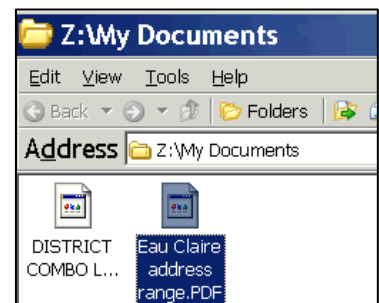 Z:\My Documents
Edit View Tools Help
Back Folders
Address Z:\My Documents
DISTRICT
COMBO L...
Eau Claire
address
range.PDF